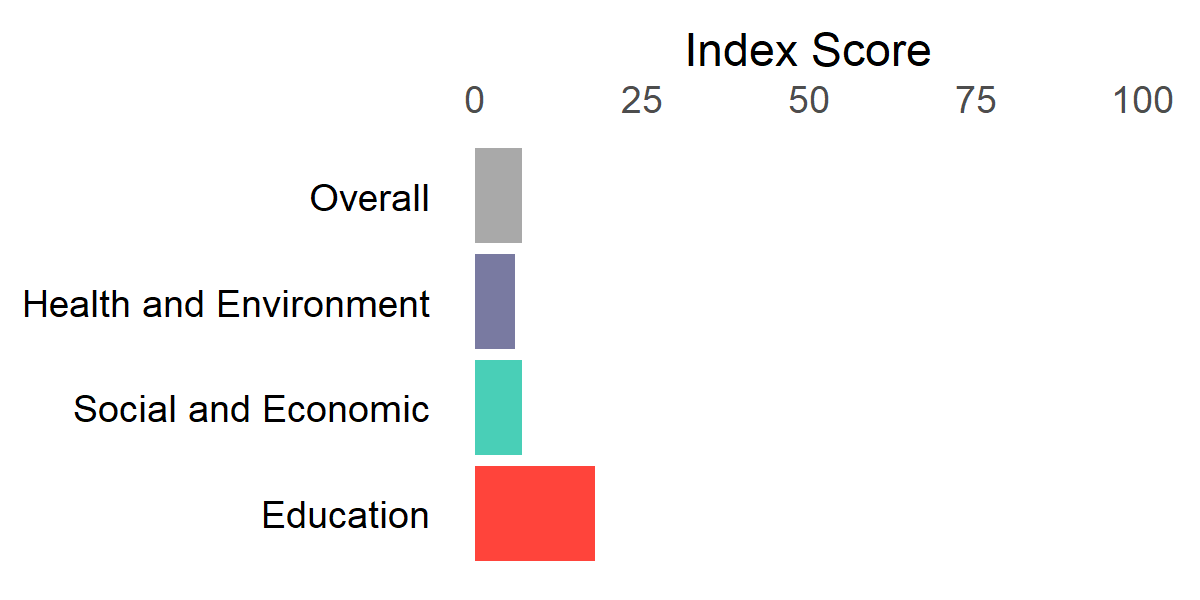 Index Score
0 25 50 75 100
Overall
Health and Environment
Social and Economic
Education